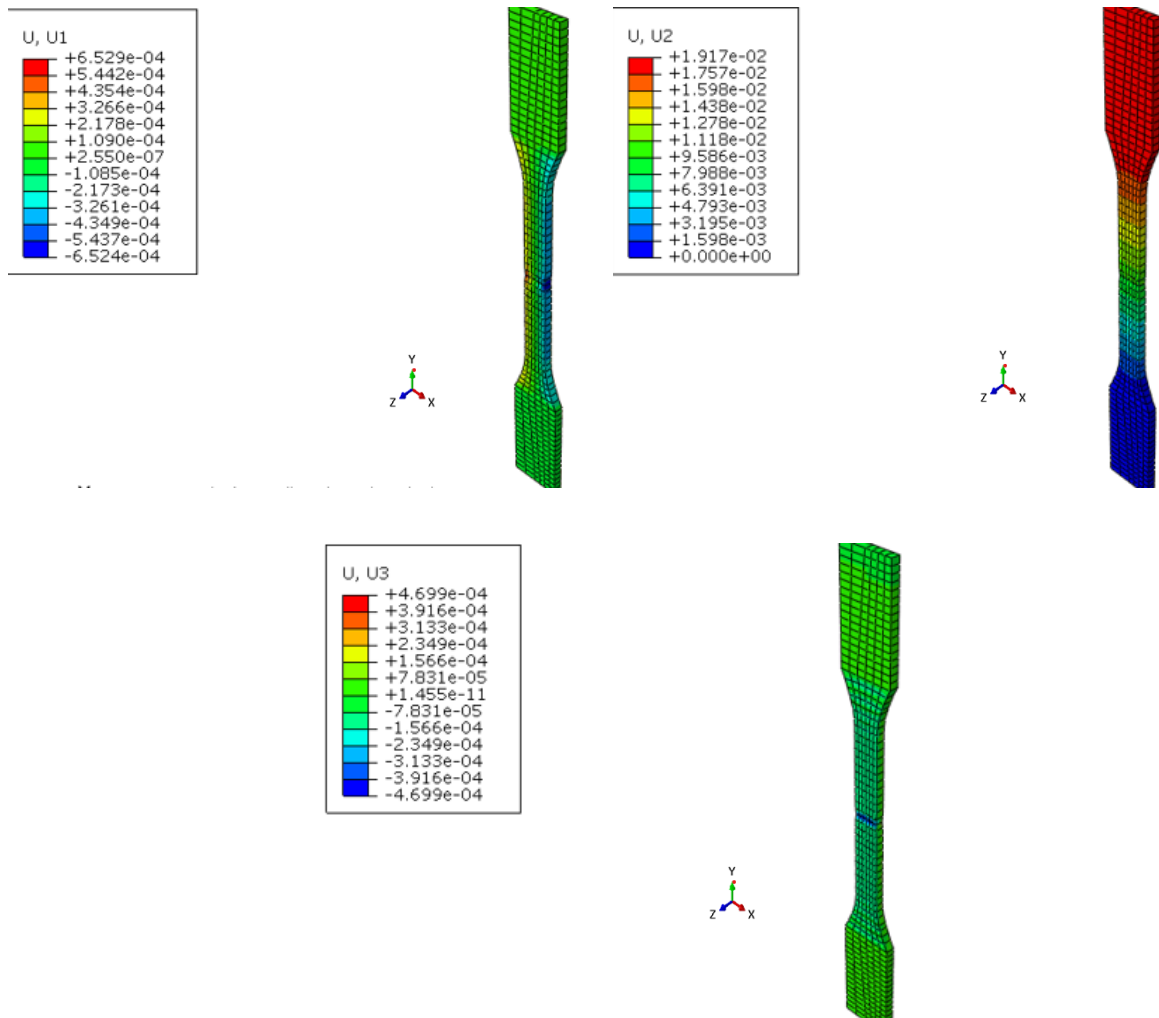 U, U1
+6.529e-04
+5.442e-04
+4.354e-04
+3.266e-04
+2.178e-04
+1.090e-04
+2.550e-07
-1.085e-04
-2.173e-04
-3.261e-04
-4.349e-04
-5.437e-04
-6.524e-04
Y
Z
X
U, U2
+1.917e-02
+1.757e-02
+1.598e-02
+1.438e-02
+1.278e-02
+1.118e-02
+9.586e-03
+7.988e-03
+6.391e-03
+4.793e-03
+3.195e-03
+1.598e-03
+0.000e+00
Y
Z
X
U, U3
+4.699e-04
+3.916e-04
+3.133e-04
+2.349e-04
+1.566e-04
+7.831e-05
+1.455e-11
-7.831e-05
-1.566e-04
-2.349e-04
-3.133e-04
-3.916e-04
-4.699e-04
Y
Z
X